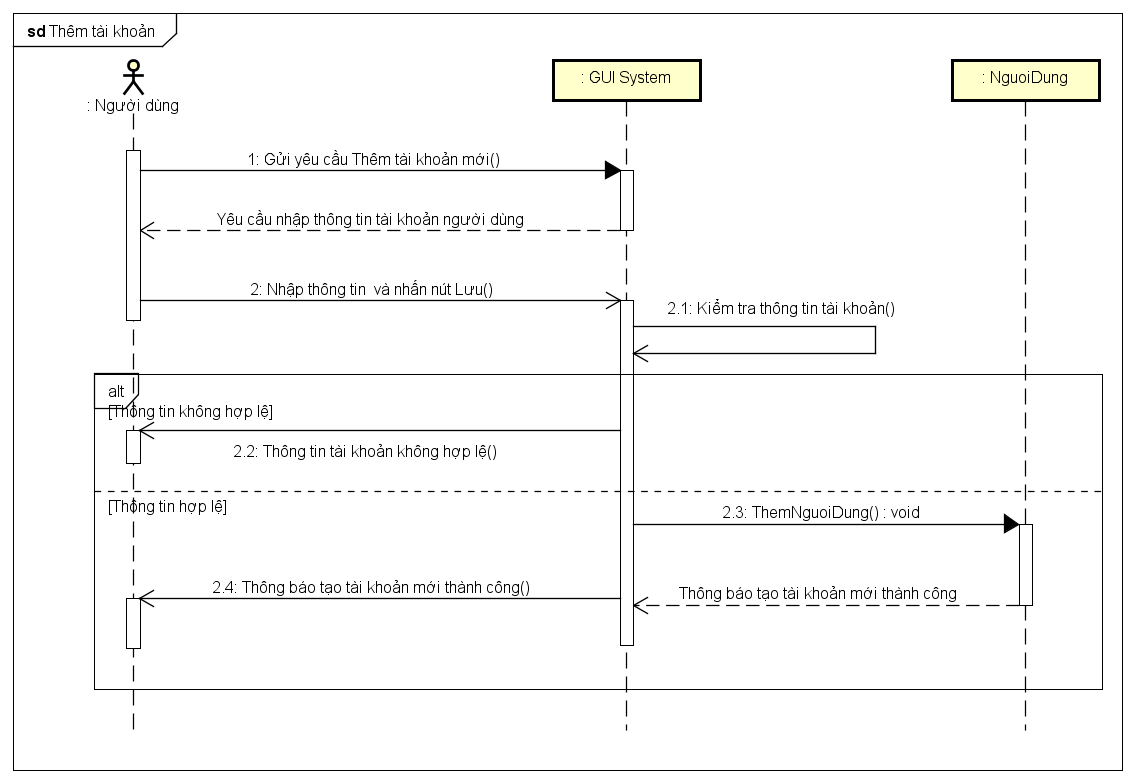 sd Thêm tài khoản
: Người dùng
: GUI System
: NguoiDung
1: Gửi yêu cầu Thêm tài khoản mới()
Yêu cầu nhập thông tin tài khoản người dùng
2: Nhập thông tin  và nhấn nút Lưu()
2.1: Kiểm tra thông tin tài khoản()
alt
[Thông tin không hợp lệ]
2.2: Thông tin tài khoản không hợp lệ()
[Thông tin hợp lệ]
2.3: ThemNguoiDung() : void
2.4: Thông báo tạo tài khoản mới thành công()
Thông báo tạo tài khoản mới thành công